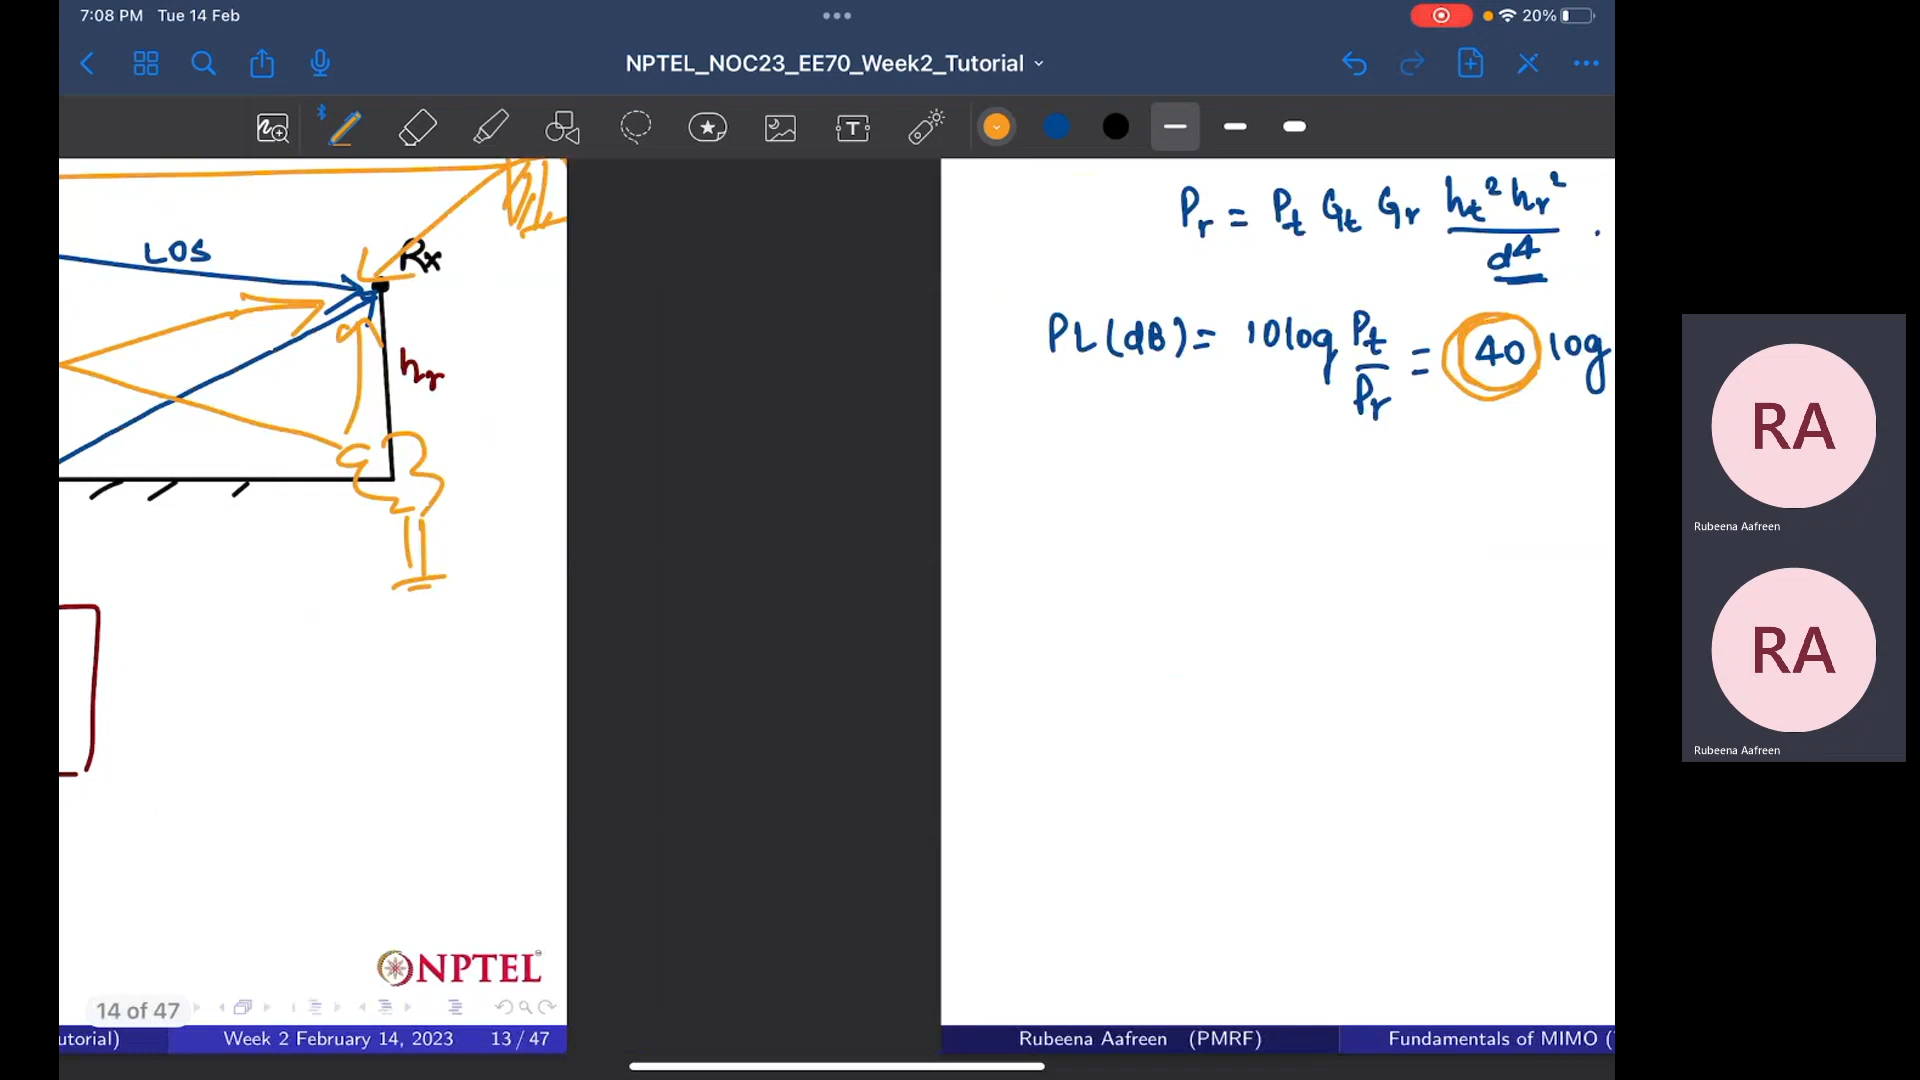 7:08 PM Tue 14 Feb
20%
NPTEL_NOC23_EE70_Week2_Tutorial
T
LOS
Rx
hr
Pr = Pt Gt Gr ht² hr² / d⁴ .
PL(dB) = 10 log Pt / Pr = 40 log
NPTEL
14 of 47
utorial)
Week 2 February 14, 2023
13 / 47
Rubeena Aafreen (PMRF)
Fundamentals of MIMO (
RA
Rubeena Aafreen
RA
Rubeena Aafreen